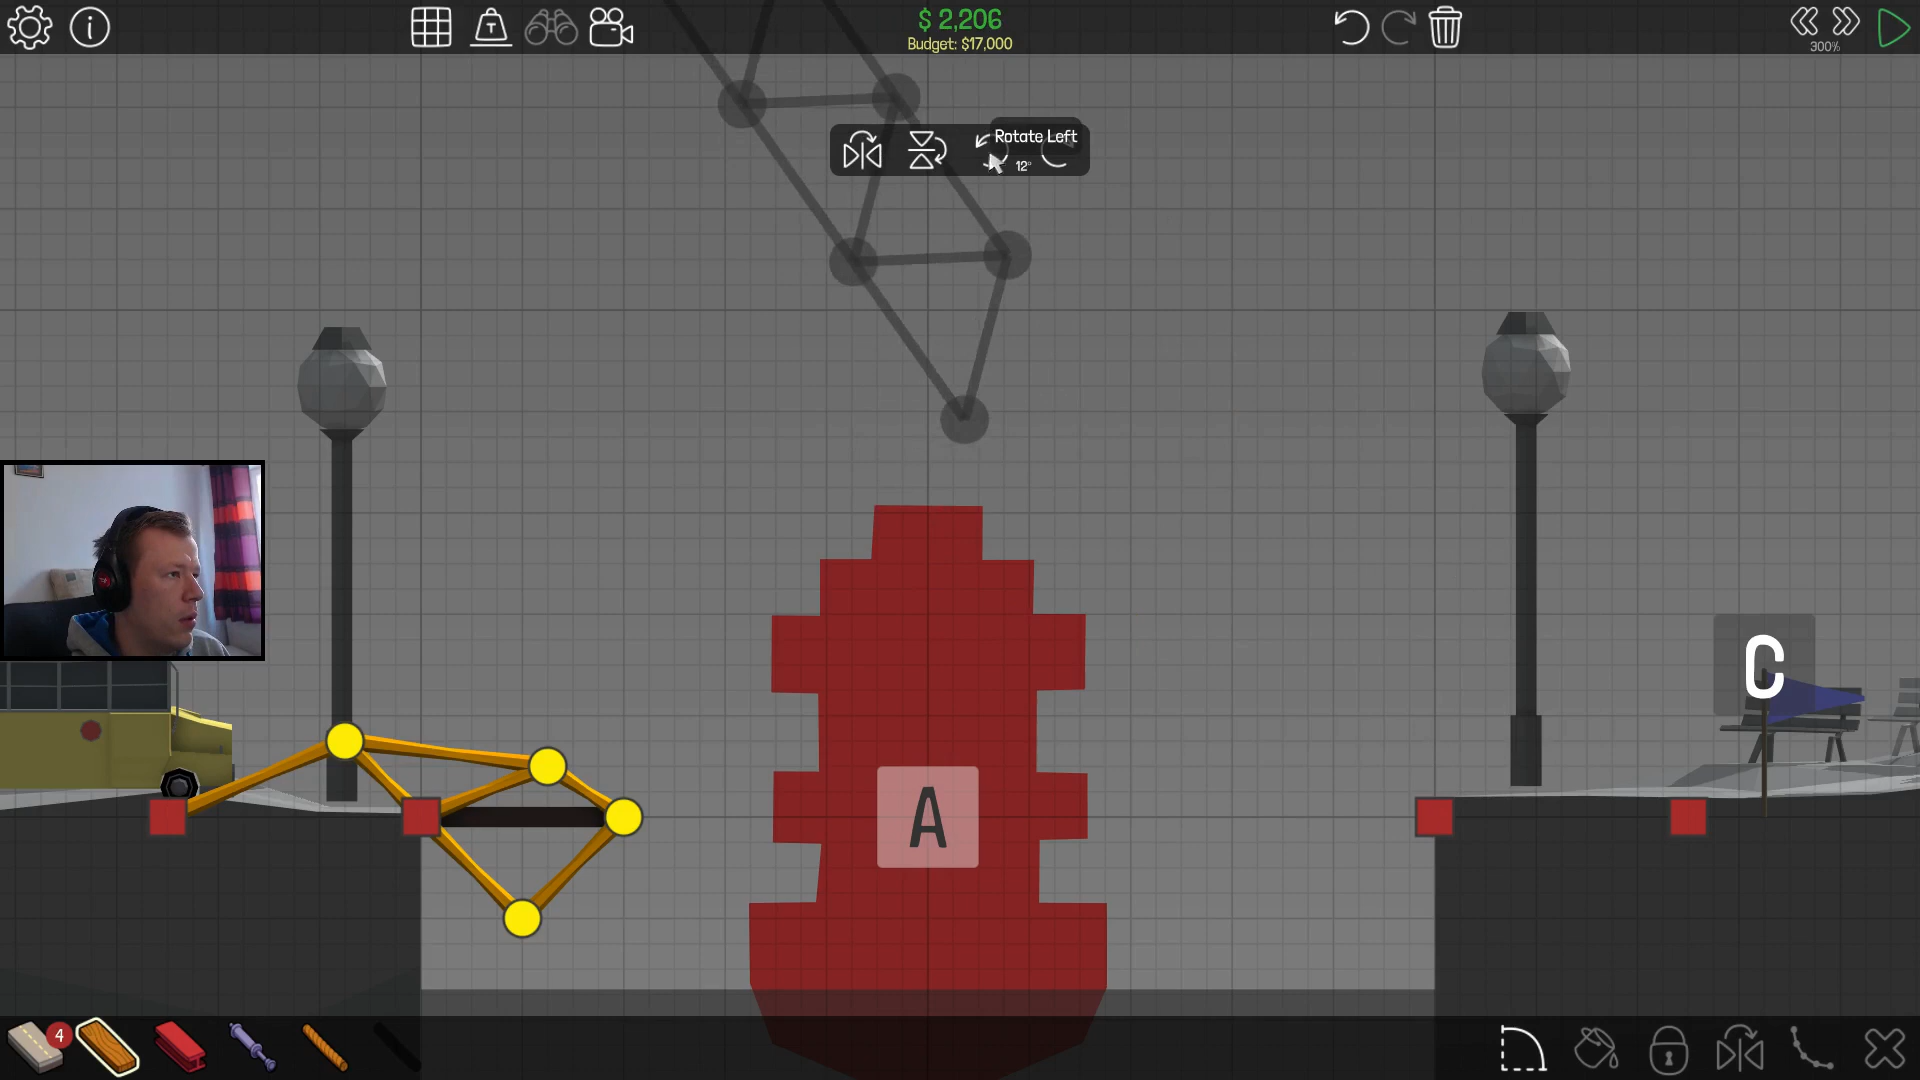 $ 2,206
Budget: $17,000
300%
Rotate Left
12°
C
A
4